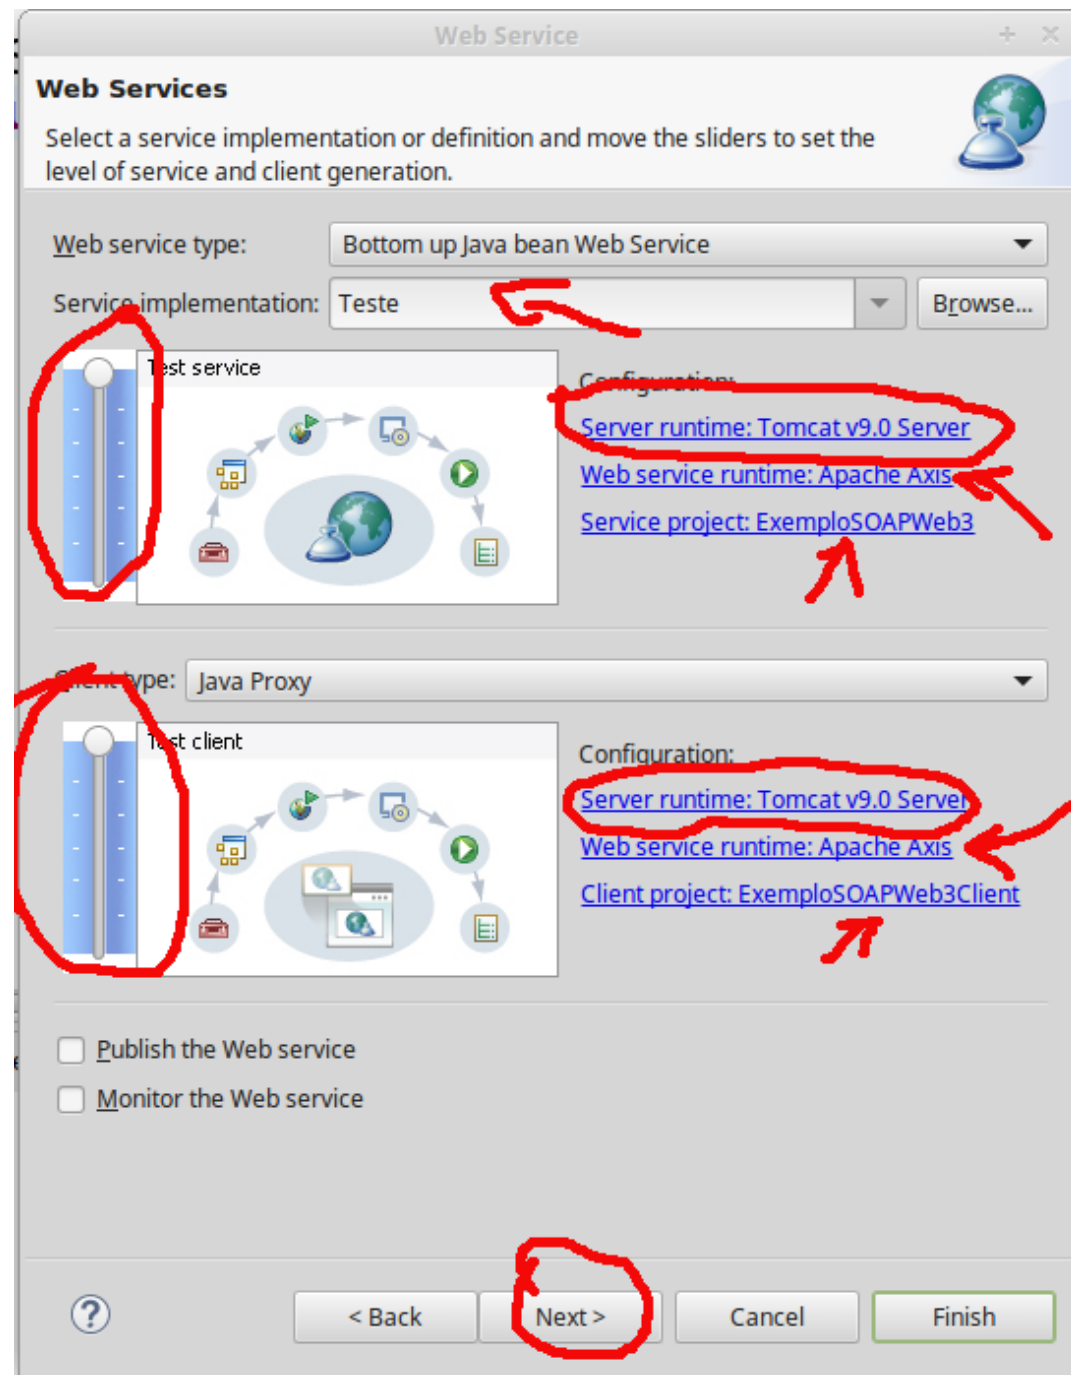 Web Service
Web Services
Select a service implementation or definition and move the sliders to set the
level of service and client generation.
Web service type: Bottom up Java bean Web Service
Service implementation: Teste Browse...
Test service
Configuration:
Server runtime: Tomcat v9.0 Server
Web service runtime: Apache Axis
Service project: ExemploSOAPWeb3
Client type: Java Proxy
Test client
Configuration:
Server runtime: Tomcat v9.0 Server
Web service runtime: Apache Axis
Client project: ExemploSOAPWeb3Client
Publish the Web service
Monitor the Web service
? < Back Next > Cancel Finish